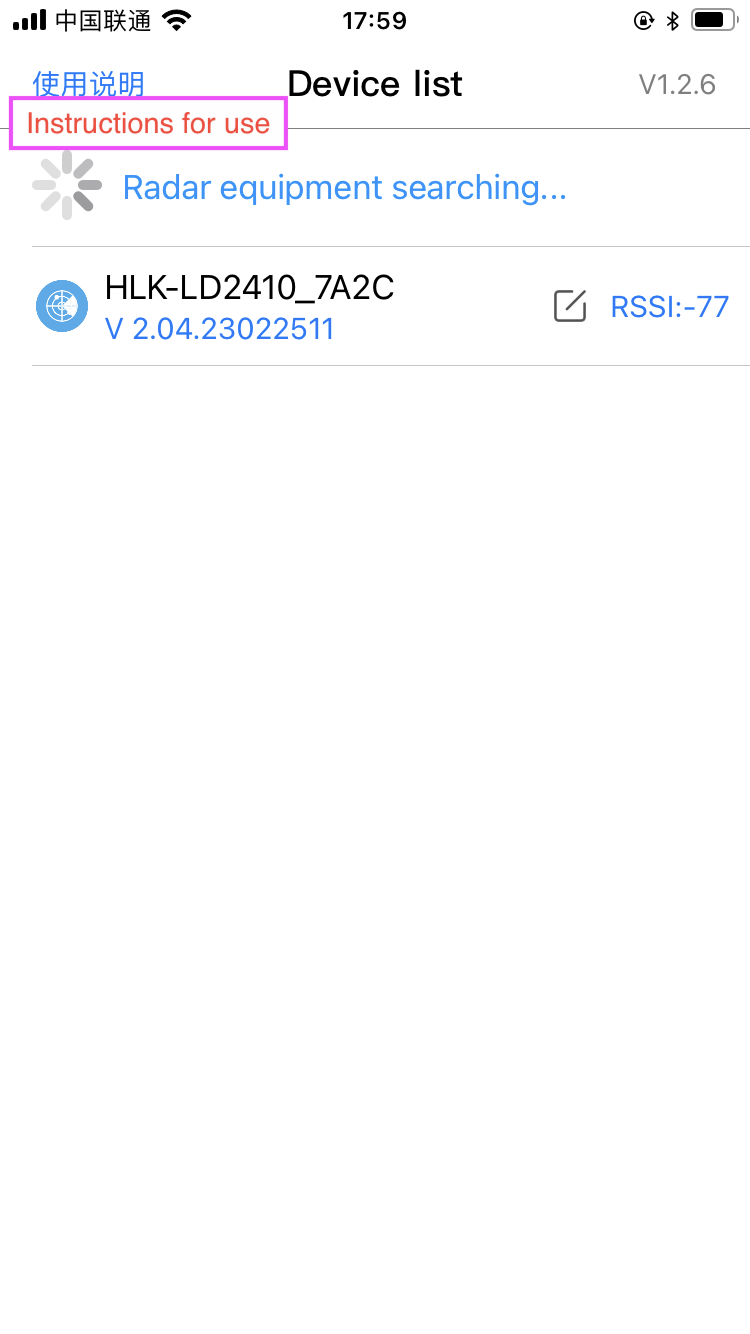 中国联通 17:59
使用说明 Device list V1.2.6
Instructions for use
Radar equipment searching...
HLK-LD2410_7A2C
V 2.04.23022511 RSSI:-77